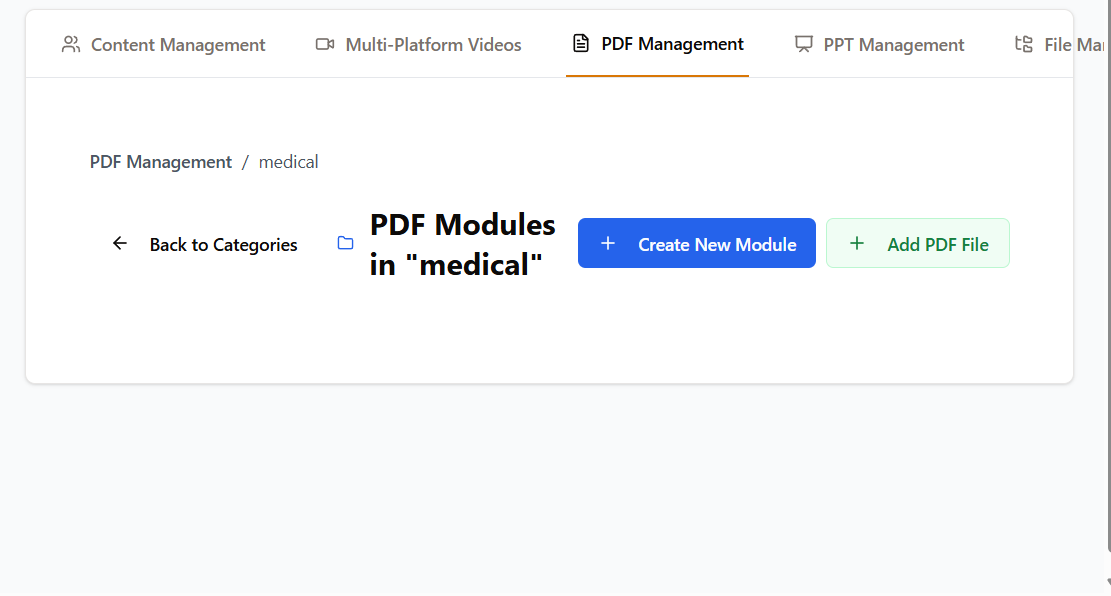 Content Management
Multi-Platform Videos
PDF Management
PPT Management
File Ma
PDF Management / medical
Back to Categories
PDF Modules
in "medical"
Create New Module
Add PDF File